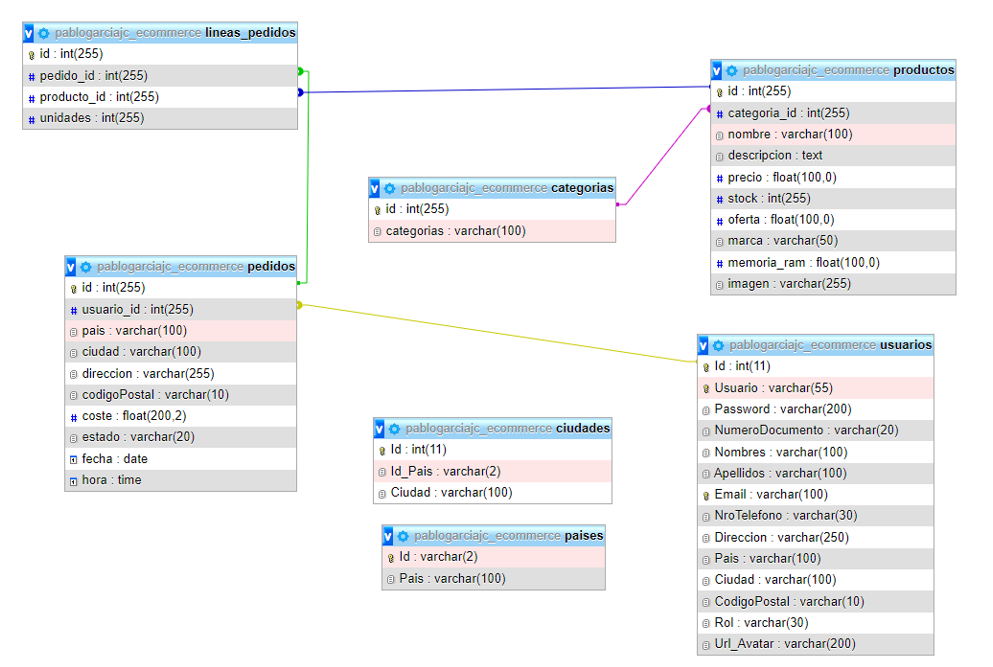 pablogarciajc_ecommerce lineas_pedidos
id : int(255)
pedido_id : int(255)
producto_id : int(255)
unidades : int(255)
pablogarciajc_ecommerce productos
id : int(255)
categoria_id : int(255)
nombre : varchar(100)
descripcion : text
precio : float(100,0)
stock : int(255)
oferta : float(100,0)
marca : varchar(50)
memoria_ram : float(100,0)
imagen : varchar(255)
pablogarciajc_ecommerce categorias
id : int(255)
categorias : varchar(100)
pablogarciajc_ecommerce pedidos
id : int(255)
usuario_id : int(255)
pais : varchar(100)
ciudad : varchar(100)
direccion : varchar(255)
codigoPostal : varchar(10)
coste : float(200,2)
estado : varchar(20)
fecha : date
hora : time
pablogarciajc_ecommerce usuarios
Id : int(11)
Usuario : varchar(55)
Password : varchar(200)
NumeroDocumento : varchar(20)
Nombres : varchar(100)
Apellidos : varchar(100)
Email : varchar(100)
NroTelefono : varchar(30)
Direccion : varchar(250)
Pais : varchar(100)
Ciudad : varchar(100)
CodigoPostal : varchar(10)
Rol : varchar(30)
Url_Avatar : varchar(200)
pablogarciajc_ecommerce ciudades
Id : int(11)
Id_Pais : varchar(2)
Ciudad : varchar(100)
pablogarciajc_ecommerce paises
Id : varchar(2)
Pais : varchar(100)